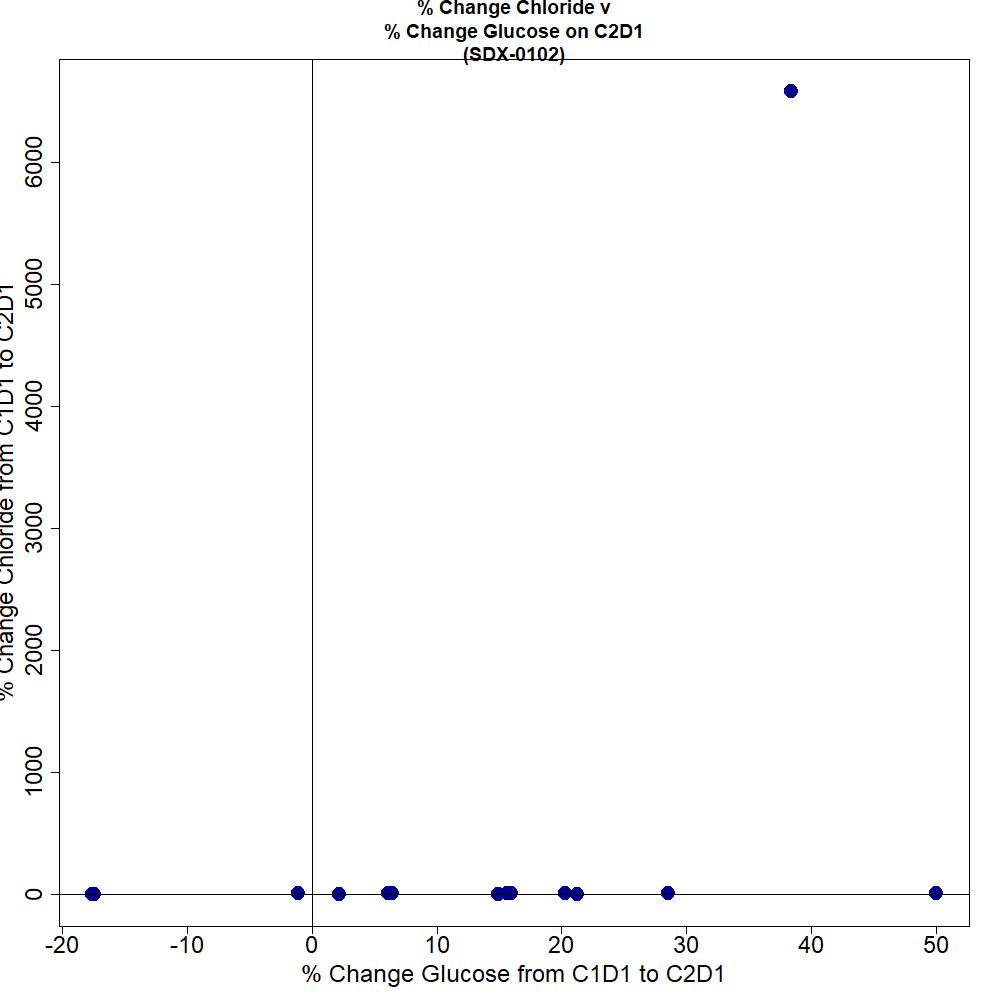 % Change Chloride v
% Change Glucose on C2D1
(SDX-0102)
% Change Chloride from C1D1 to C2D1
6000
5000
4000
3000
2000
1000
0
-20 -10 0 10 20 30 40 50
% Change Glucose from C1D1 to C2D1